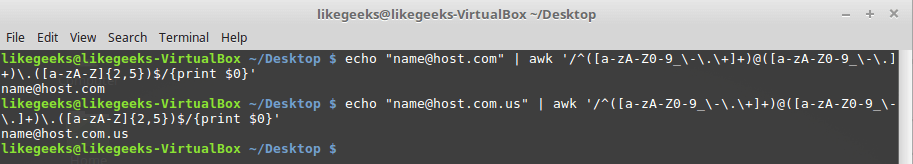 likegeeks@likegeeks-VirtualBox ~/Desktop
File Edit View Search Terminal Help
likegeeks@likegeeks-VirtualBox ~/Desktop $ echo "name@host.com" | awk '/^([a-zA-Z0-9_\-\.\+]+)@([a-zA-Z0-9_\-\.]
+)\.([a-zA-Z]{2,5})$/{print $0}'
name@host.com
likegeeks@likegeeks-VirtualBox ~/Desktop $ echo "name@host.com.us" | awk '/^([a-zA-Z0-9_\-\.\+]+)@([a-zA-Z0-9_\-
\.]+)\.([a-zA-Z]{2,5})$/{print $0}'
name@host.com.us
likegeeks@likegeeks-VirtualBox ~/Desktop $